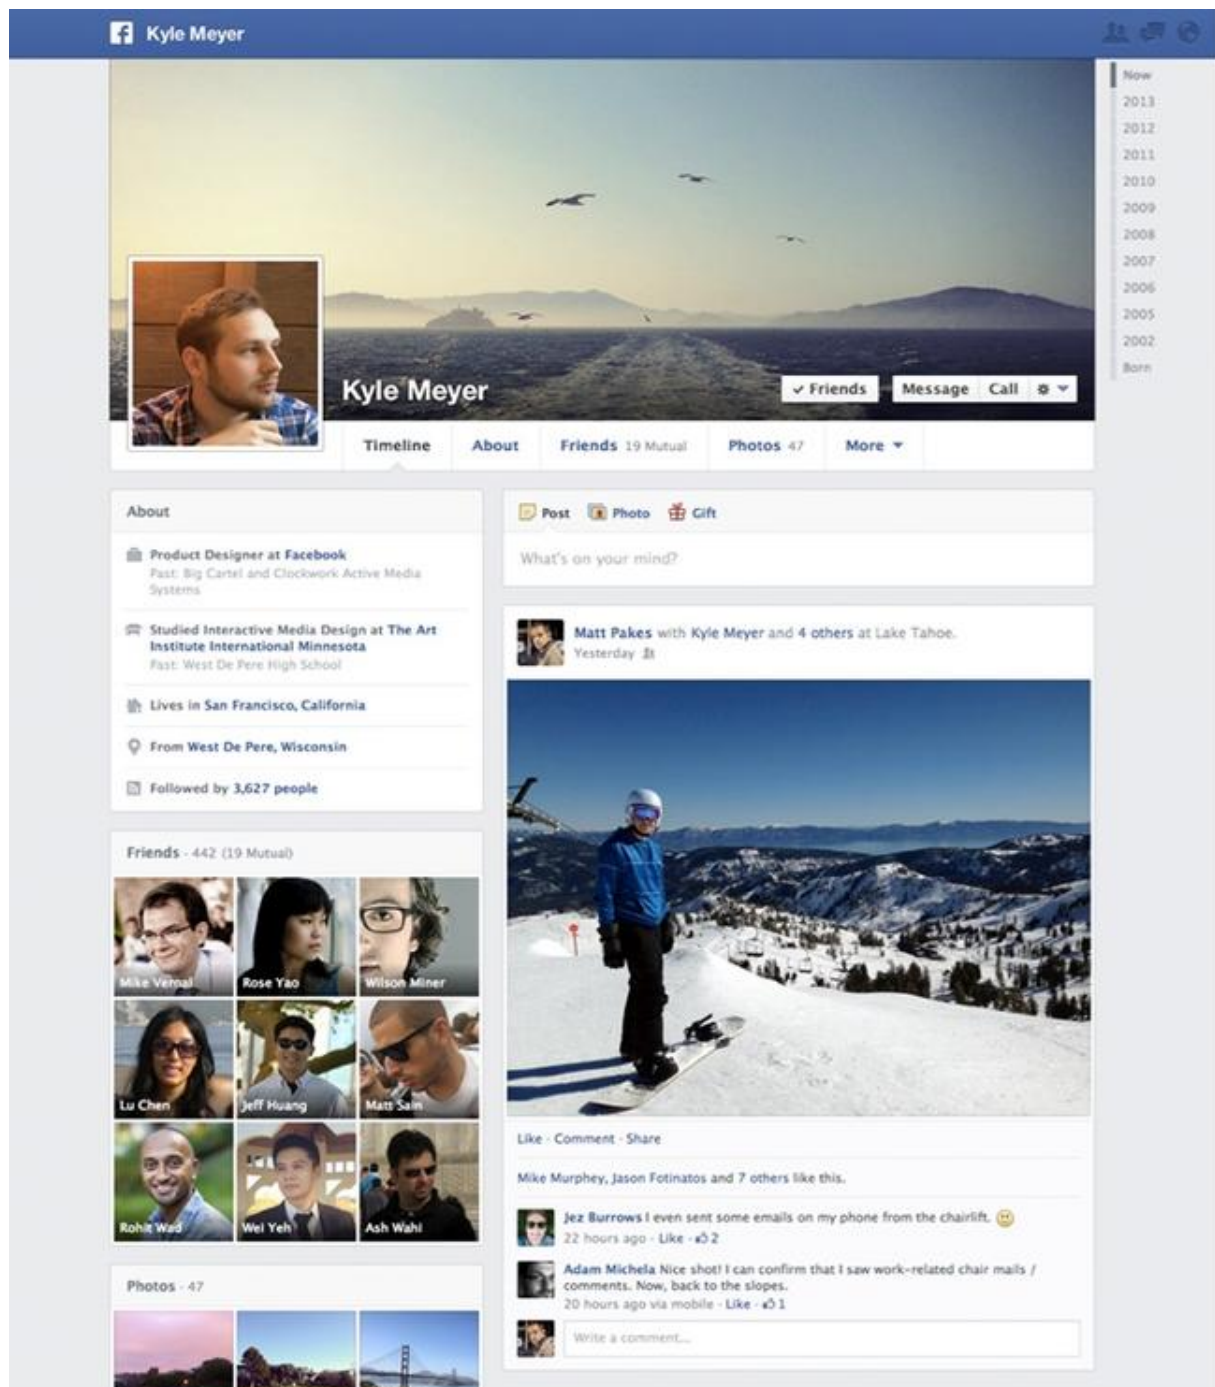 Kyle Meyer
Now
2013
2012
2011
2010
2009
2008
2007
2006
2005
2002
Born
Kyle Meyer
✓ Friends
Message Call
Timeline About Friends 19 Mutual Photos 47 More
About
Product Designer at Facebook
Past: Big Cartel and Clockwork Active Media
Systems
Studied Interactive Media Design at The Art
Institute International Minnesota
Past: West De Pere High School
Lives in San Francisco, California
From West De Pere, Wisconsin
Followed by 3,627 people
Friends · 442 (19 Mutual)
Mike Vernal Rose Yao Wilson Miner
Lu Chen Jeff Huang Matt Sain
Rohit Wad Wei Yeh Ash Wahi
Photos · 47
Post Photo Gift
What's on your mind?
Matt Pakes with Kyle Meyer and 4 others at Lake Tahoe.
Yesterday
Like · Comment · Share
Mike Murphey, Jason Fotinatos and 7 others like this.
Jez Burrows I even sent some emails on my phone from the chairlift.
22 hours ago · Like · 2
Adam Michela Nice shot! I can confirm that I saw work-related chair mails /
comments. Now, back to the slopes.
20 hours ago via mobile · Like · 1
Write a comment...